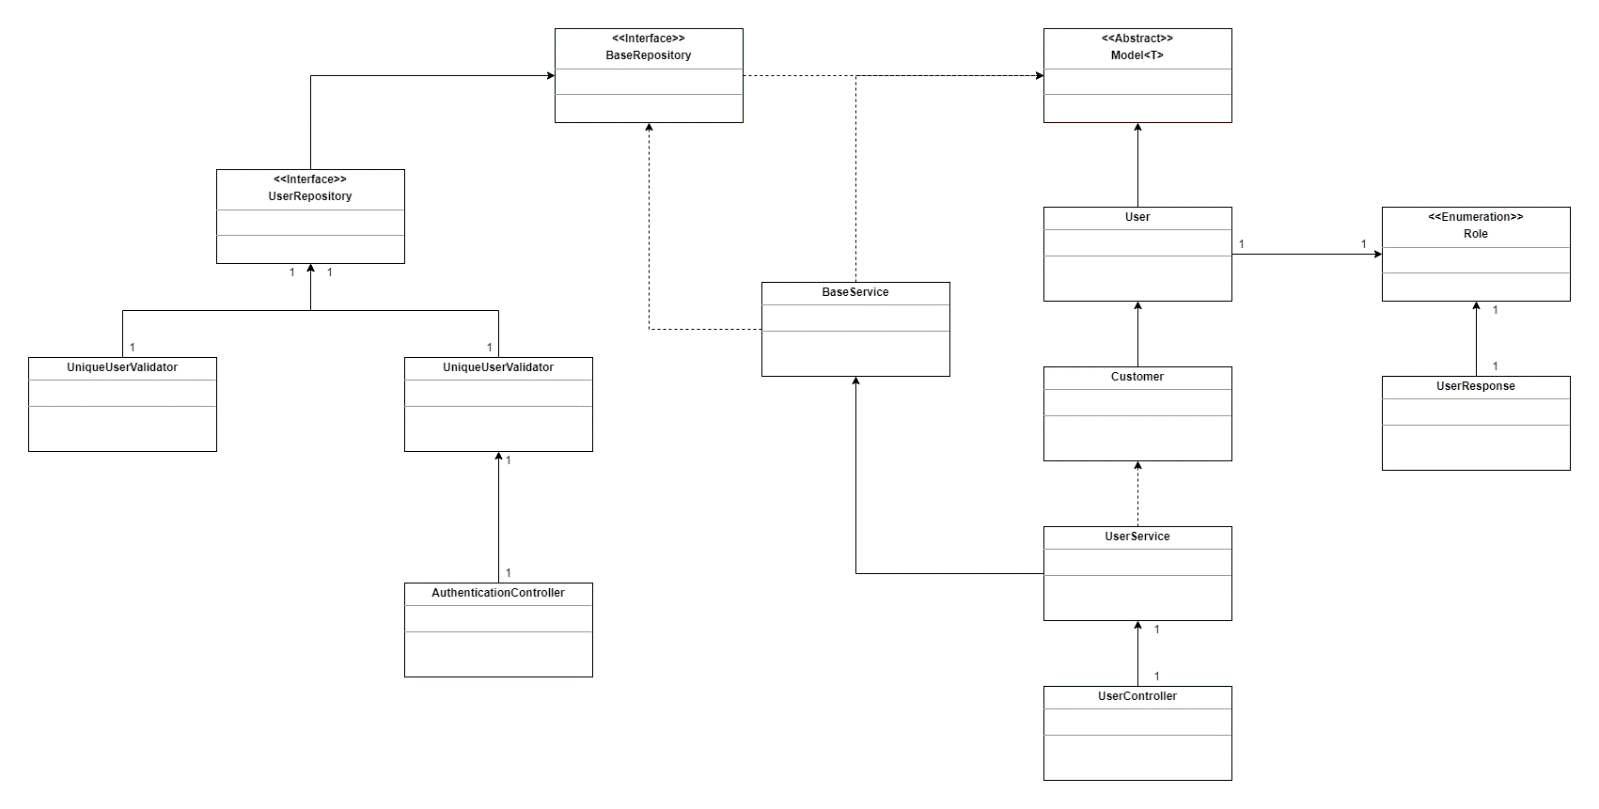 <<Interface>>
BaseRepository
<<Abstract>>
Model<T>
<<Interface>>
UserRepository
User
<<Enumeration>>
Role
1
1
1
1
BaseService
1
1
1
1
UniqueUserValidator
UniqueUserValidator
Customer
1
UserResponse
1
UserService
1
AuthenticationController
1
1
UserController